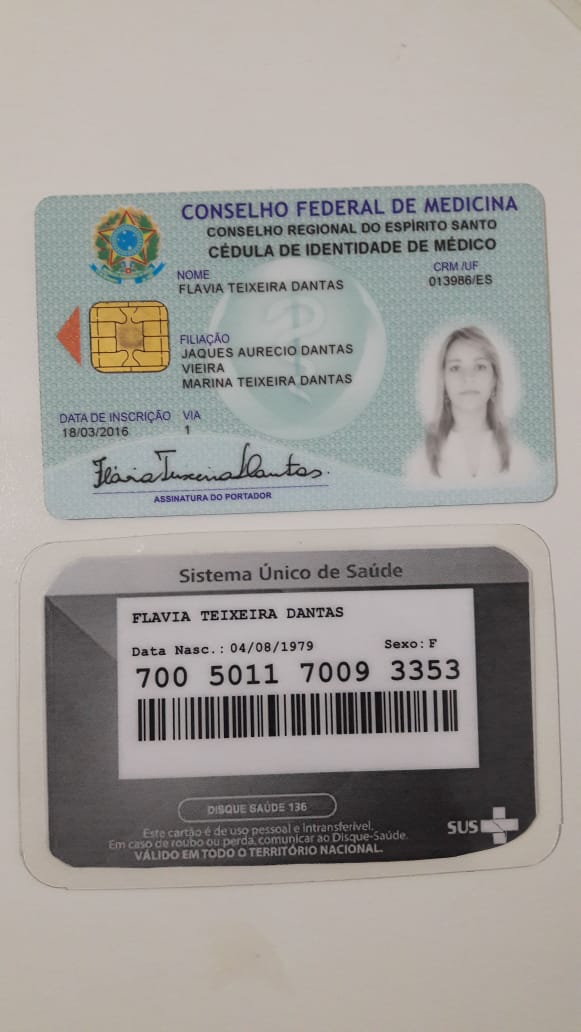 CONSELHO FEDERAL DE MEDICINA
CONSELHO REGIONAL DO ESPÍRITO SANTO
CÉDULA DE IDENTIDADE DE MÉDICO
NOME
FLAVIA TEIXEIRA DANTAS
CRM /UF
013986/ES
FILIAÇÃO
JAQUES AURECIO DANTAS
VIEIRA
MARINA TEIXEIRA DANTAS
DATA DE INSCRIÇÃO VIA
18/03/2016 1
Flávia Teixeira Dantas.
ASSINATURA DO PORTADOR
Sistema Único de Saúde
FLAVIA TEIXEIRA DANTAS
Data Nasc.: 04/08/1979 Sexo: F
700 5011 7009 3353
DISQUE SAÚDE 136
Este cartão é de uso pessoal e intransferível.
Em caso de roubo ou perda, comunicar ao Disque-Saúde.
VÁLIDO EM TODO O TERRITÓRIO NACIONAL.
SUS